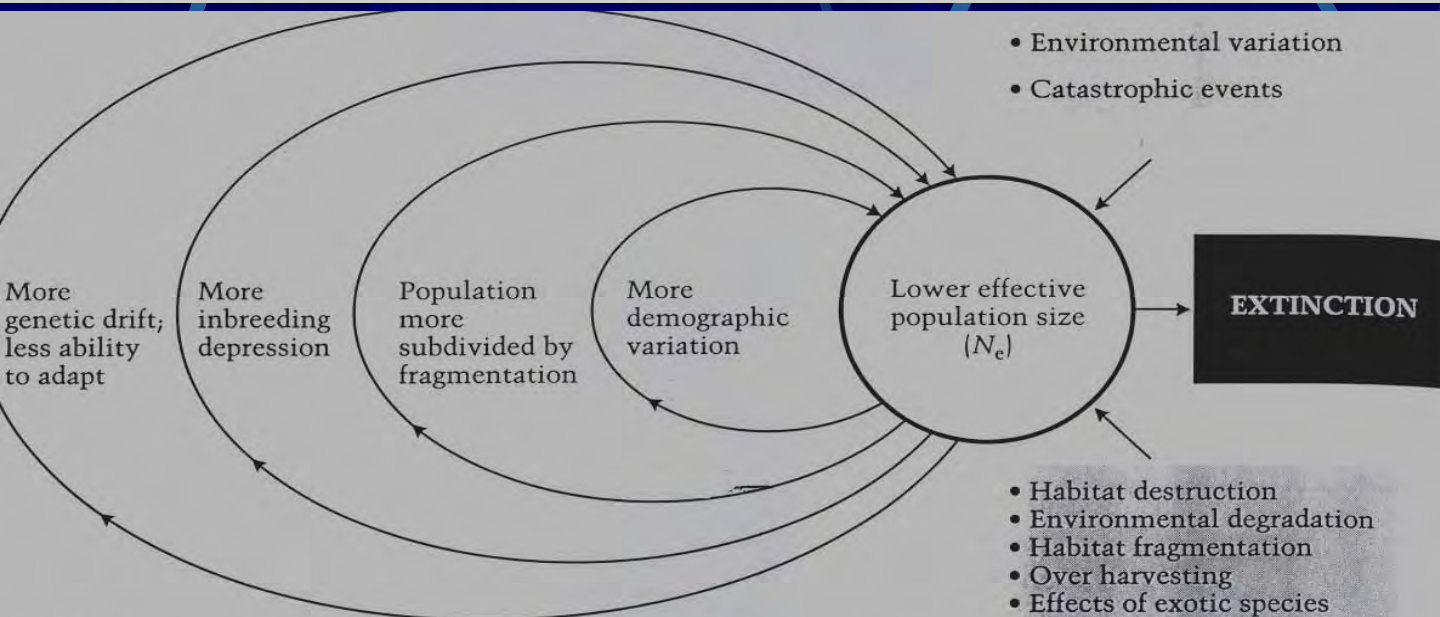 • Environmental variation
• Catastrophic events
More
genetic drift;
less ability
to adapt
More
inbreeding
depression
Population
more
subdivided by
fragmentation
More
demographic
variation
Lower effective
population size
(Ne)
EXTINCTION
• Habitat destruction
• Environmental degradation
• Habitat fragmentation
• Over harvesting
• Effects of exotic species